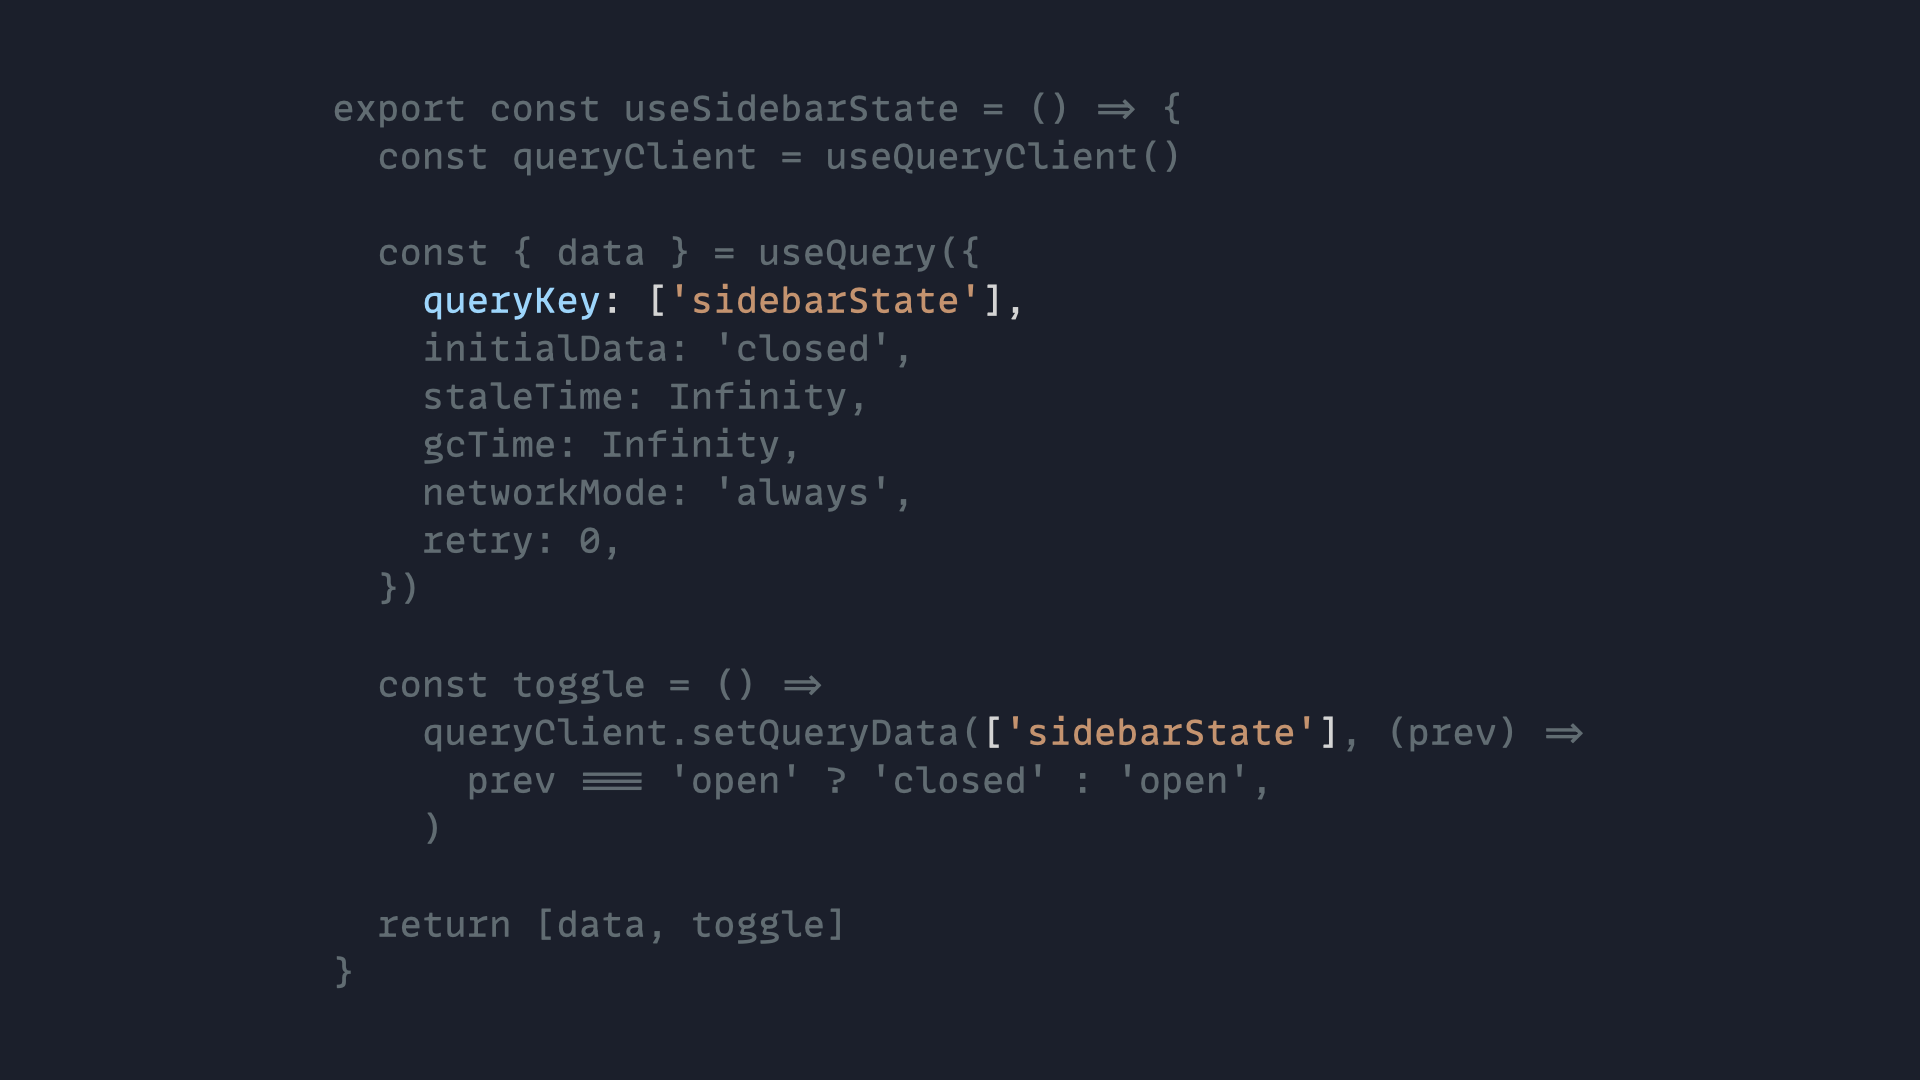 export const useSidebarState = () => {
  const queryClient = useQueryClient()

  const { data } = useQuery({
    queryKey: ['sidebarState'],
    initialData: 'closed',
    staleTime: Infinity,
    gcTime: Infinity,
    networkMode: 'always',
    retry: 0,
  })

  const toggle = () =>
    queryClient.setQueryData(['sidebarState'], (prev) =>
      prev === 'open' ? 'closed' : 'open',
    )

  return [data, toggle]
}